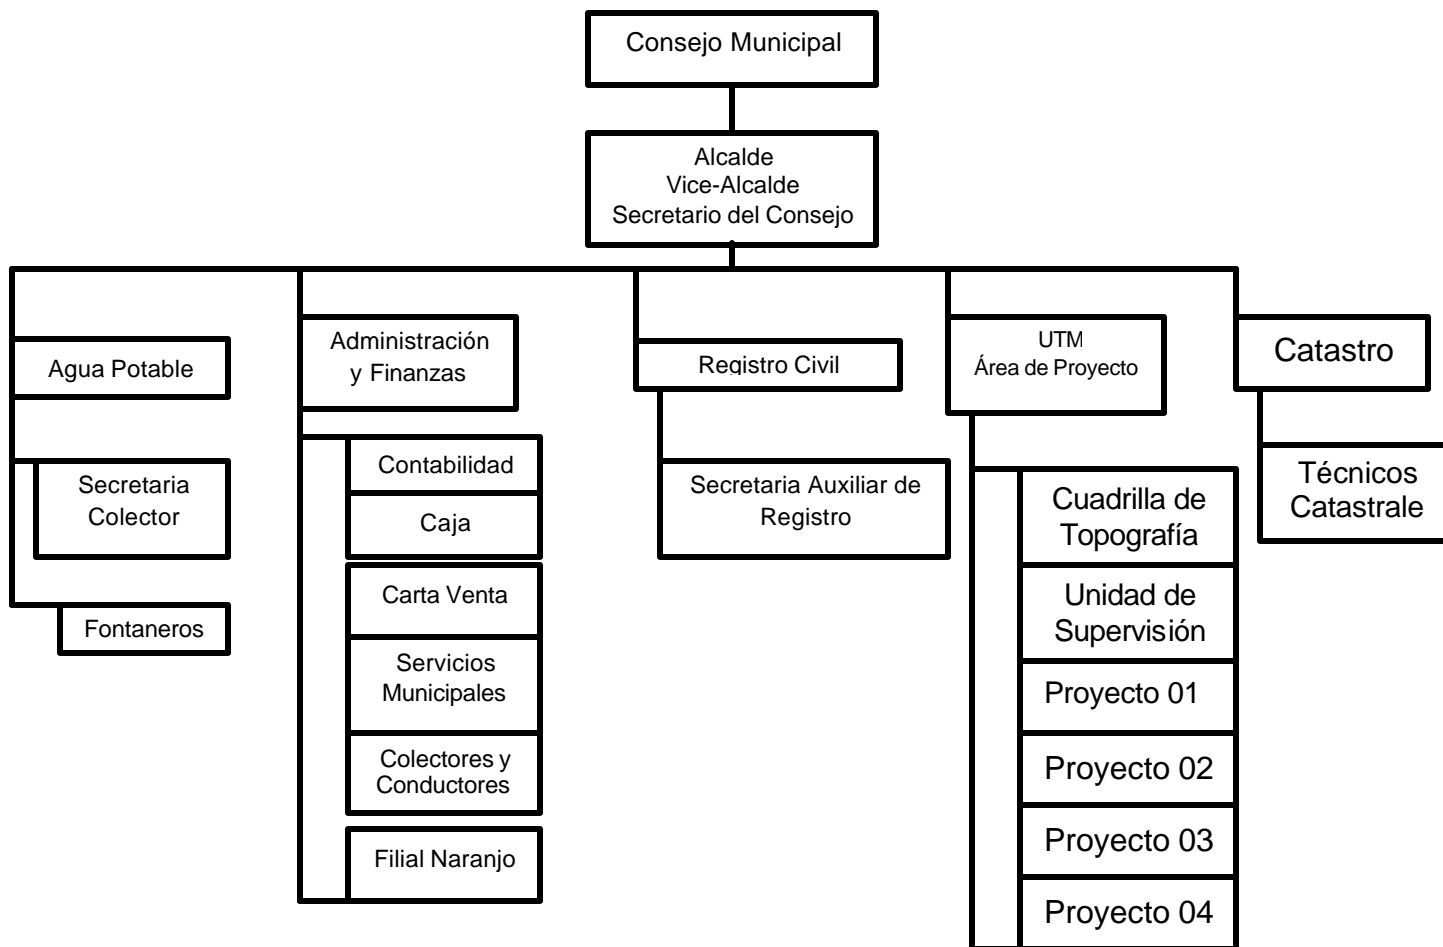 Consejo Municipal
Alcalde
Vice-Alcalde
Secretario del Consejo
Agua Potable
Administración
y Finanzas
Registro Civil
UTM
Área de Proyecto
Catastro
Secretaria
Colector
Fontaneros
Contabilidad
Caja
Carta Venta
Servicios
Municipales
Colectores y
Conductores
Filial Naranjo
Secretaria Auxiliar de
Registro
Cuadrilla de
Topografía
Unidad de
Supervisión
Proyecto 01
Proyecto 02
Proyecto 03
Proyecto 04
Técnicos
Catastrale